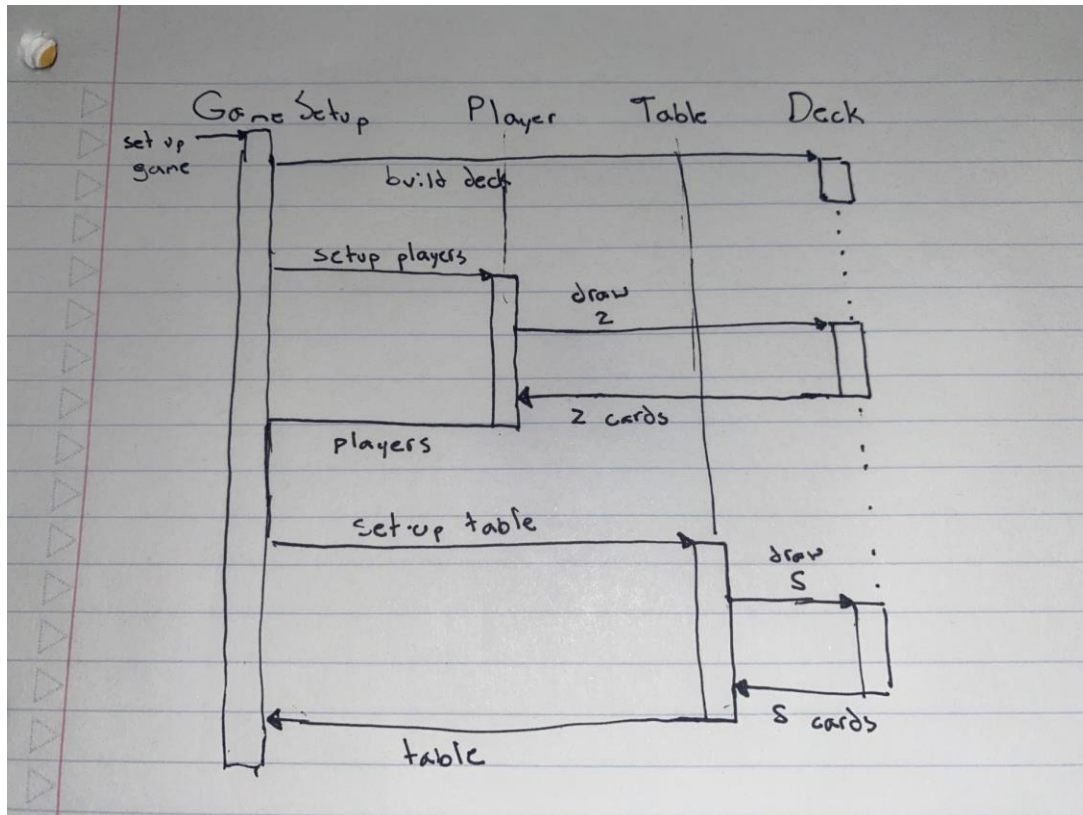 Game Setup Player Table Deck
set up
game
build deck
setup players
draw
2
2 cards
players
set-up table
draw
5
5 cards
table